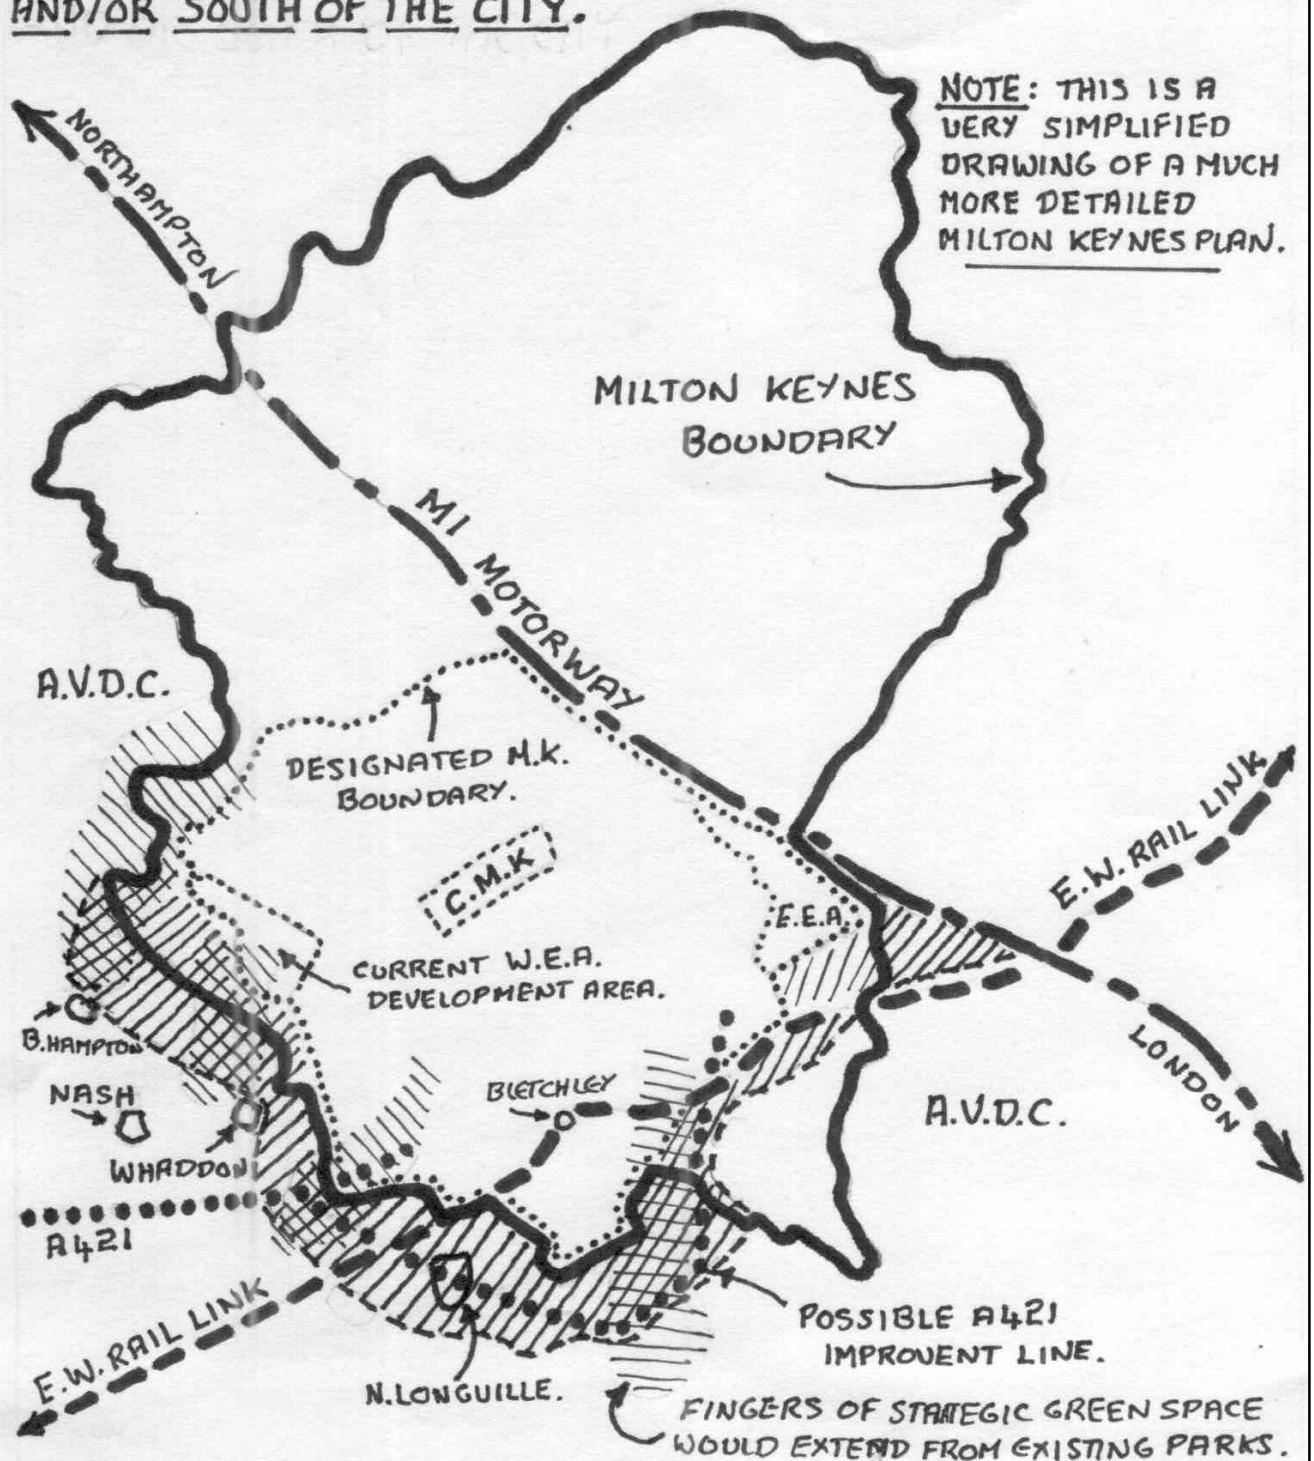 AND/OR SOUTH OF THE CITY.
NOTE: THIS IS A
VERY SIMPLIFIED
DRAWING OF A MUCH
MORE DETAILED
MILTON KEYNES PLAN.
NORTHAMPTON
MILTON KEYNES
BOUNDARY
M1 MOTORWAY
A.V.D.C.
DESIGNATED M.K.
BOUNDARY.
C.M.K
E.W. RAIL LINK
E.E.A.
CURRENT W.E.A.
DEVELOPMENT AREA.
B.HAMPTON
LONDON
NASH
BLETCHLEY
A.V.D.C.
WHADDON
A421
E.W. RAIL LINK
POSSIBLE A421
IMPROVENT LINE.
N.LONGUILLE.
FINGERS OF STRATEGIC GREEN SPACE
WOULD EXTEND FROM EXISTING PARKS.